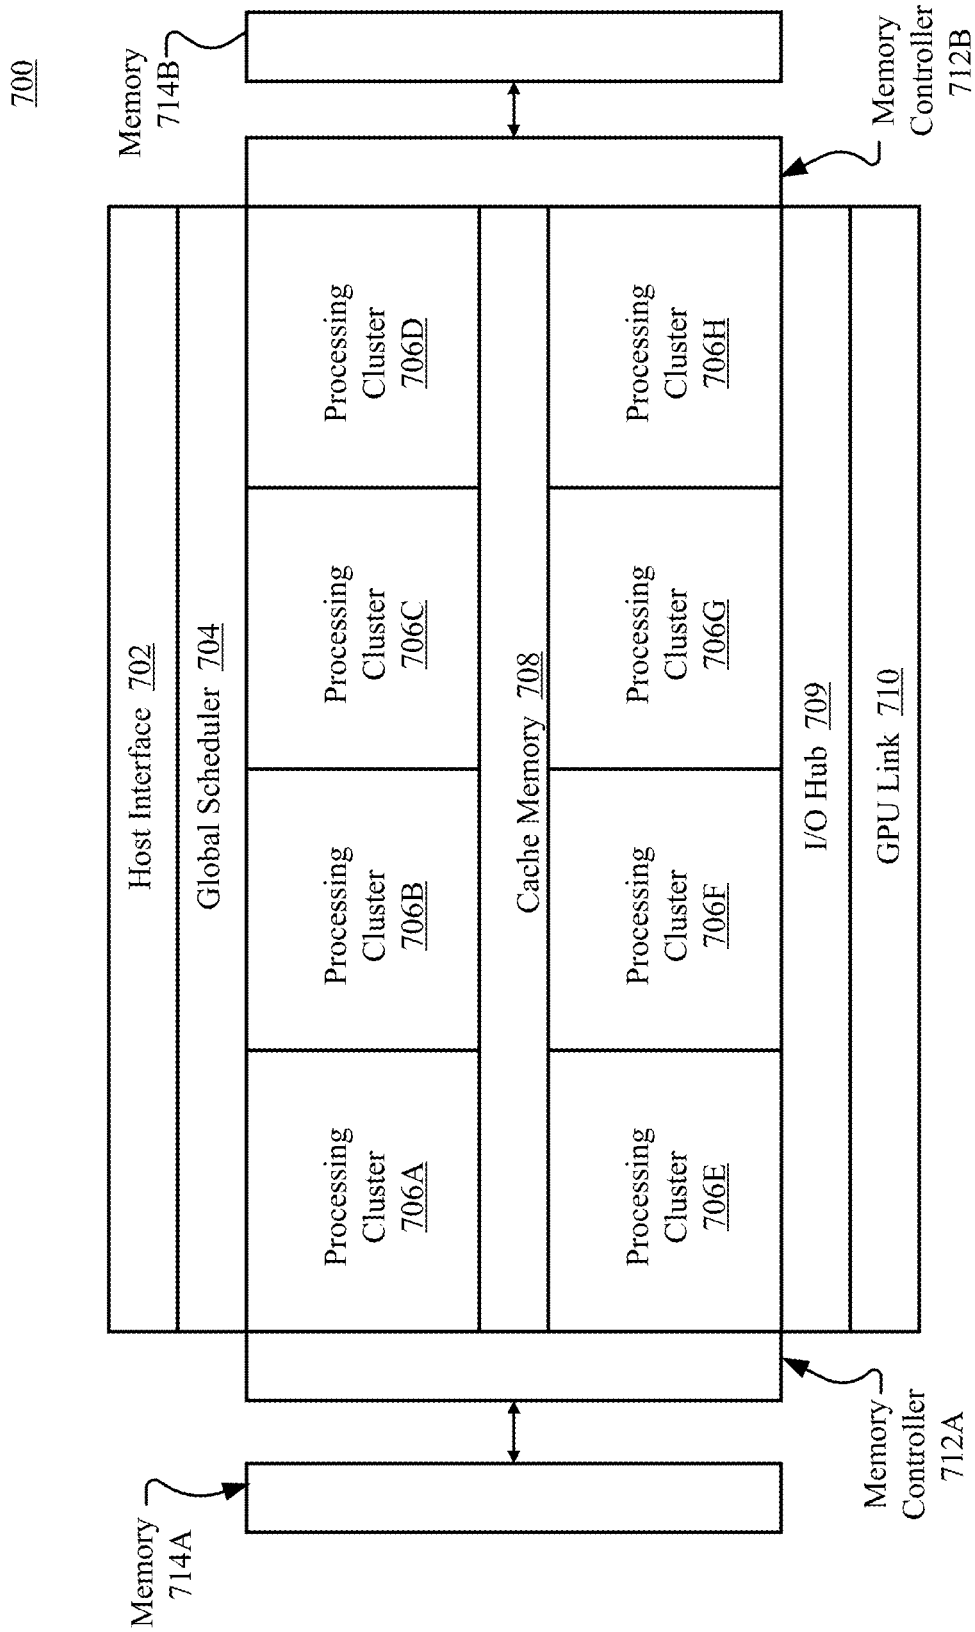 700
Memory
714B
Memory
714A
Host Interface 702
Global Scheduler 704
Processing
Cluster
706A
Processing
Cluster
706B
Processing
Cluster
706C
Processing
Cluster
706D
Cache Memory 708
Processing
Cluster
706E
Processing
Cluster
706F
Processing
Cluster
706G
Processing
Cluster
706H
I/O Hub 709
GPU Link 710
Memory
Controller
712A
Memory
Controller
712B